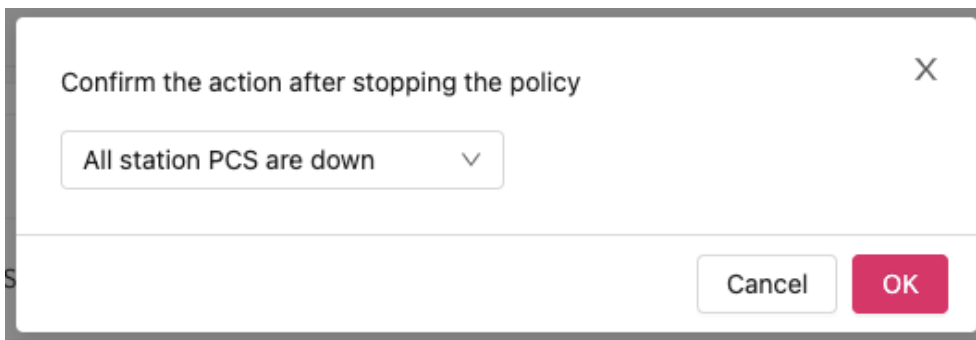 Confirm the action after stopping the policy
X
All station PCS are down
S
Cancel
OK